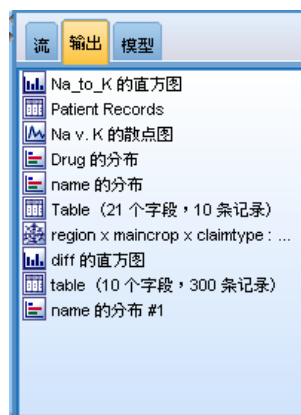 流 输出 模型
Na_to_K 的直方图
Patient Records
Na v. K 的散点图
Drug 的分布
name 的分布
Table（21 个字段，10 条记录）
region x maincrop x claimtype : ...
diff 的直方图
table（10 个字段，300 条记录）
name 的分布 #1